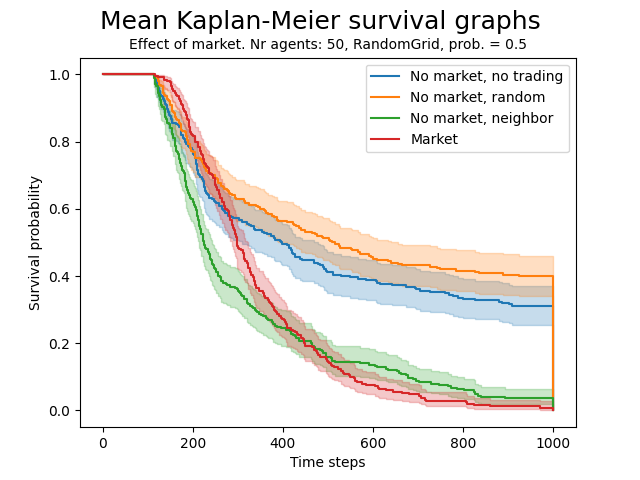 Mean Kaplan-Meier survival graphs
Effect of market. Nr agents: 50, RandomGrid, prob. = 0.5
No market, no trading
No market, random
No market, neighbor
Market
1.0
0.8
0.6
0.4
0.2
0.0
Survival probability
0
200
400
600
800
1000
Time steps